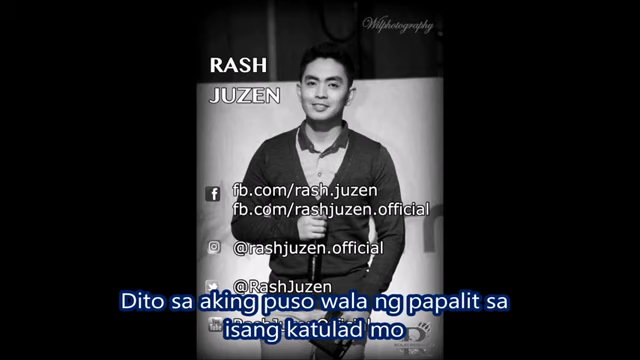 Wilphotography
RASH
JUZEN
fb.com/rash.juzen
fb.com/rashjuzen.official
@rashjuzen.official
@RashJuzen
Dito sa aking puso wala ng papalit sa
isang katulad mo